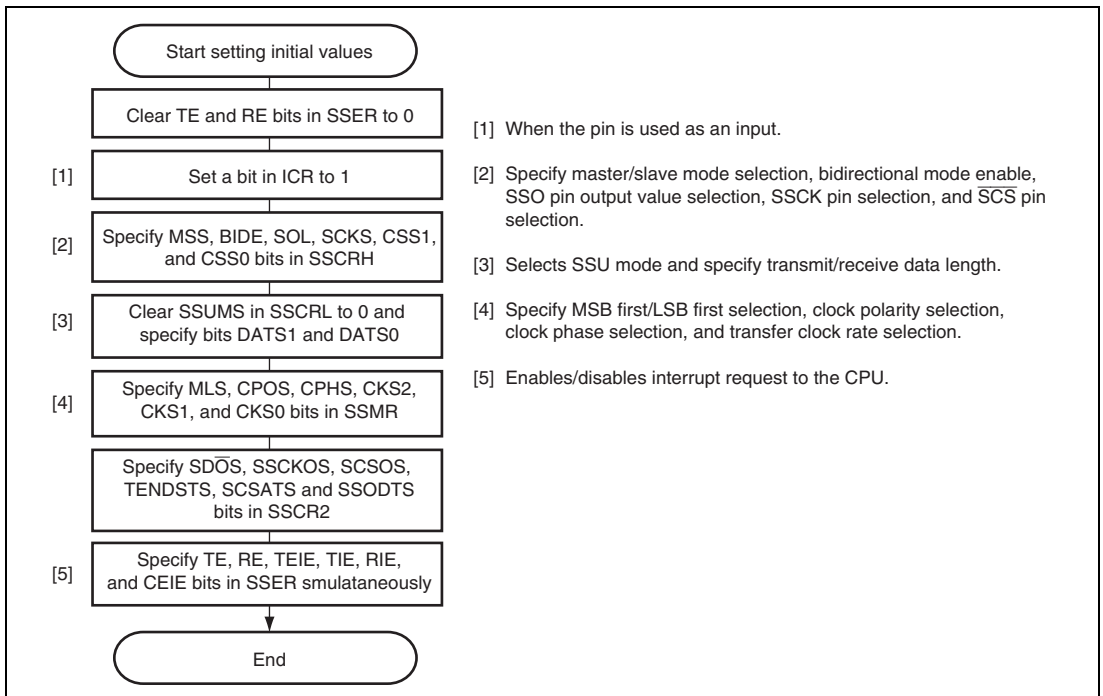 Start setting initial values
Clear TE and RE bits in SSER to 0
[1]
Set a bit in ICR to 1
[2]
Specify MSS, BIDE, SOL, SCKS, CSS1,
and CSS0 bits in SSCRH
[3]
Clear SSUMS in SSCRL to 0 and
specify bits DATS1 and DATS0
[4]
Specify MLS, CPOS, CPHS, CKS2,
CKS1, and CKS0 bits in SSMR
Specify SDO̅S, SSCKOS, SCSOS,
TENDSTS, SCSATS and SSODTS
bits in SSCR2
[5]
Specify TE, RE, TEIE, TIE, RIE,
and CEIE bits in SSER smulataneously
End
[1] When the pin is used as an input.
[2] Specify master/slave mode selection, bidirectional mode enable,
SSO pin output value selection, SSCK pin selection, and S̅C̅S̅ pin
selection.
[3] Selects SSU mode and specify transmit/receive data length.
[4] Specify MSB first/LSB first selection, clock polarity selection,
clock phase selection, and transfer clock rate selection.
[5] Enables/disables interrupt request to the CPU.